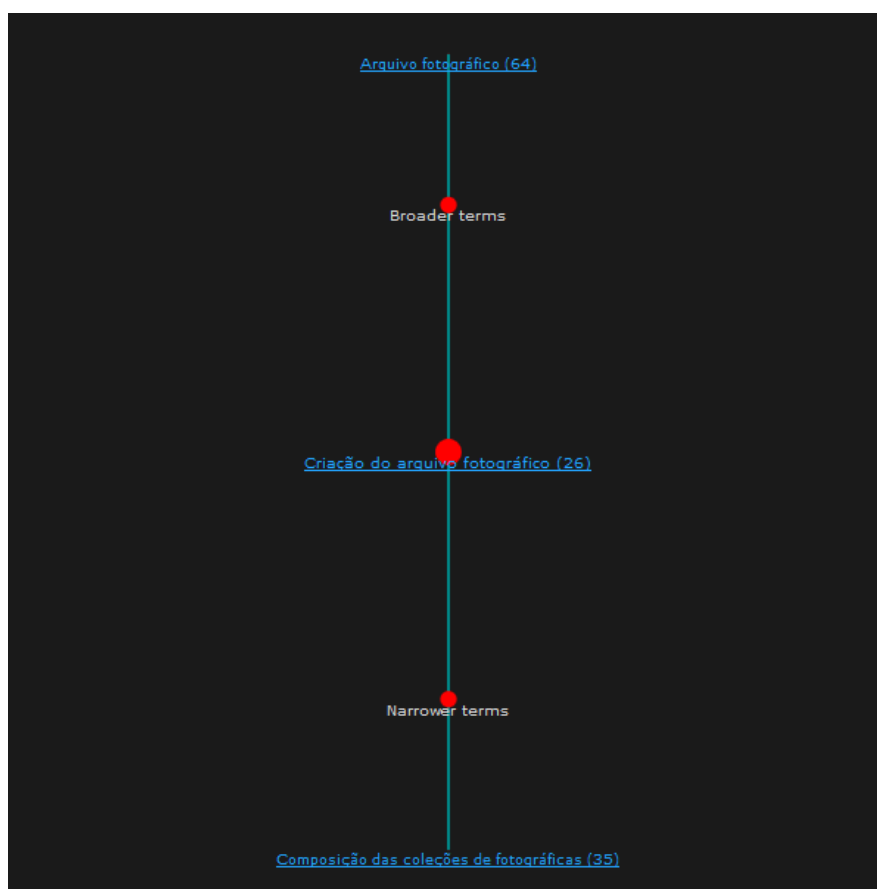 Arquivo fotográfico (64)
Broader terms
Criação do arquivo fotográfico (26)
Narrower terms
Composição das coleções de fotográficas (35)